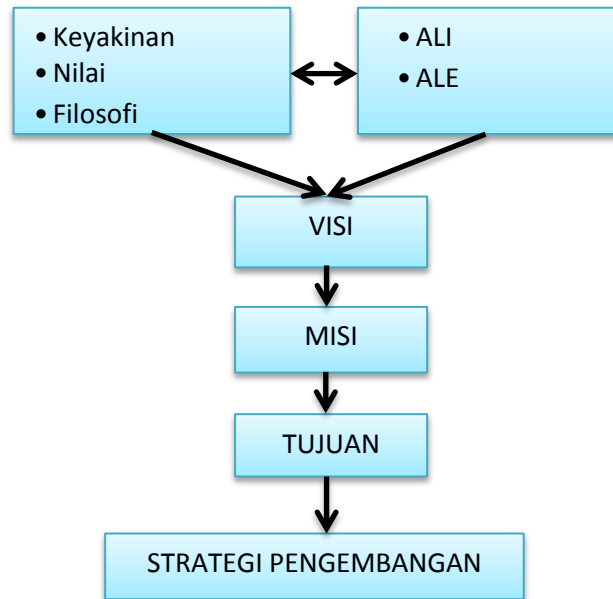 • Keyakinan
• Nilai
• Filosofi
• ALI
• ALE
VISI
MISI
TUJUAN
STRATEGI PENGEMBANGAN